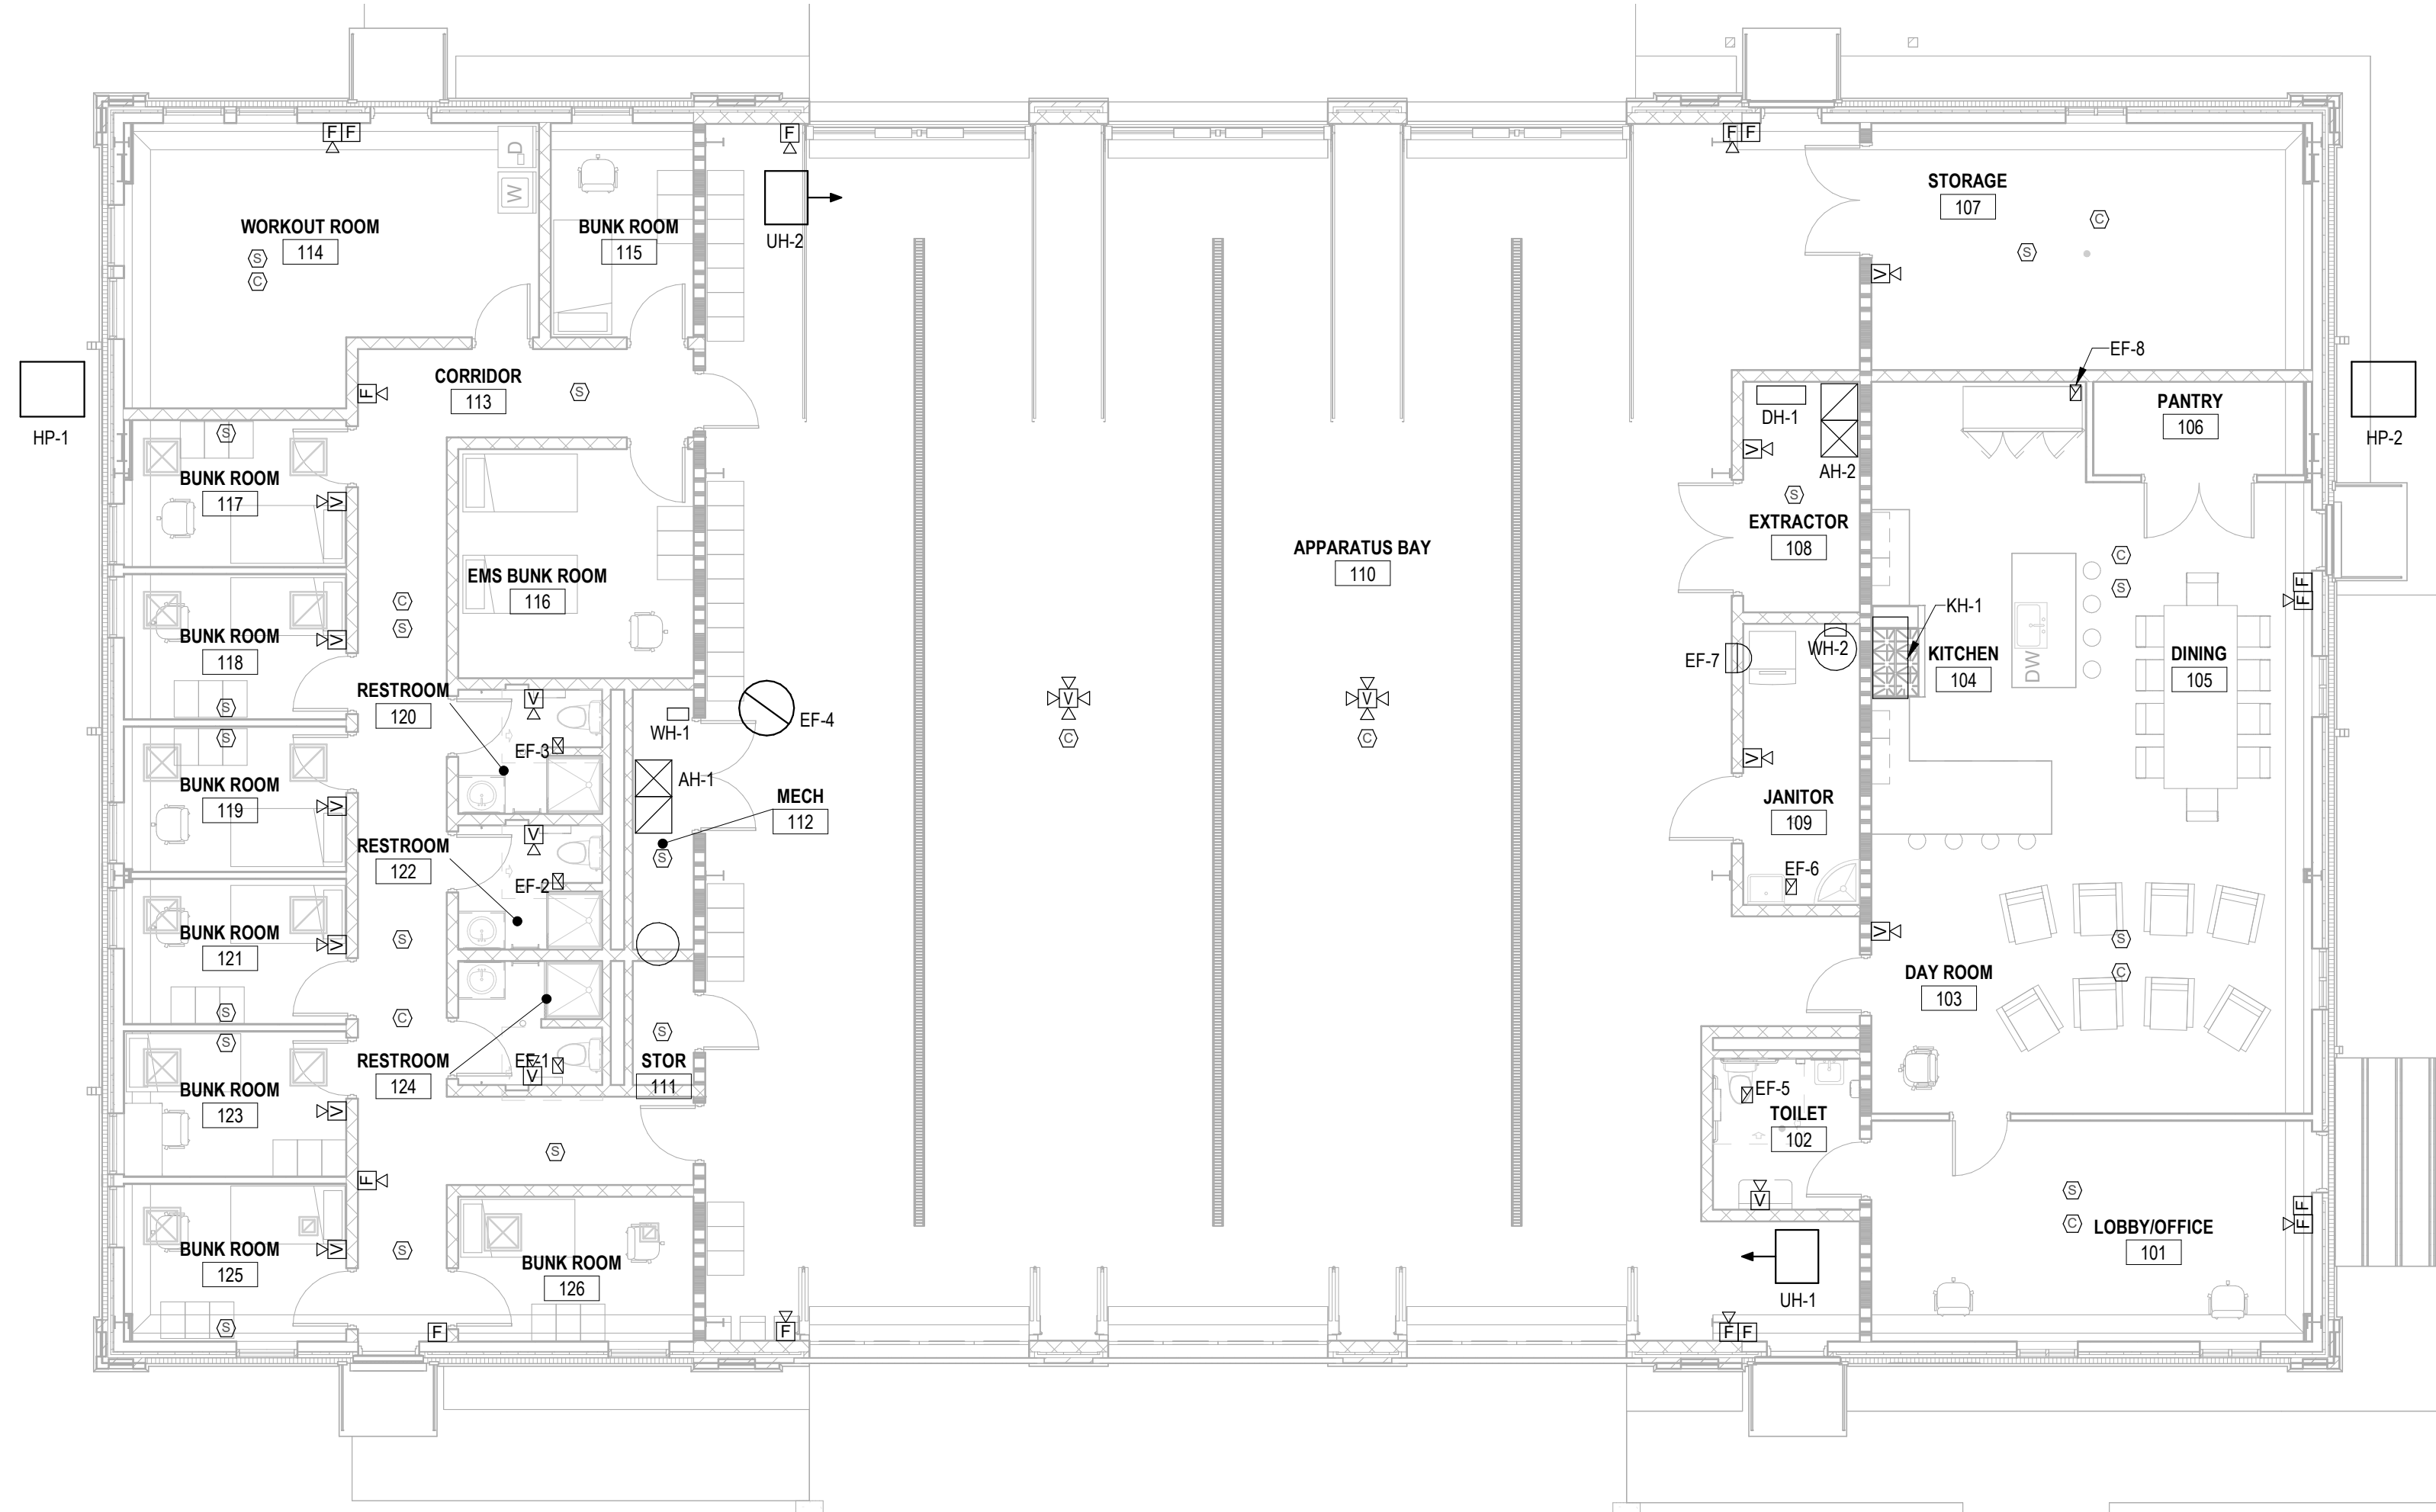 F F
F
F F
D
W
STORAGE
107
C
S
WORKOUT ROOM
114
S
C
BUNK ROOM
115
UH-2
V
EF-8
HP-1
CORRIDOR
113
S
F
DH-1
AH-2
PANTRY
106
HP-2
S
BUNK ROOM
117
V
V
S
EXTRACTOR
108
APPARATUS BAY
110
C
S
F
F
EMS BUNK ROOM
116
C
S
KH-1
BUNK ROOM
118
V
S
EF-7
WH-2
KITCHEN
104
DW
DINING
105
RESTROOM
120
V
V
V
EF-4
WH-1
S
C
C
EF-3
V
AH-1
BUNK ROOM
119
V
MECH
112
JANITOR
109
V
RESTROOM
122
S
EF-2
EF-6
BUNK ROOM
121
V
S
V
S
DAY ROOM
103
C
S
C
S
S
RESTROOM
124
EF-1
V
STOR
111
BUNK ROOM
123
V
EF-5
TOILET
102
S
F
V
S
C
F
F
LOBBY/OFFICE
101
BUNK ROOM
125
V
S
BUNK ROOM
126
UH-1
S
F
F
F F